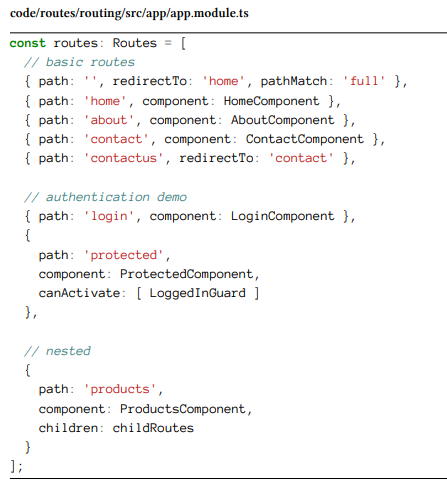 code/routes/routing/src/app/app.module.ts
const routes: Routes = [
  // basic routes
  { path: '', redirectTo: 'home', pathMatch: 'full' },
  { path: 'home', component: HomeComponent },
  { path: 'about', component: AboutComponent },
  { path: 'contact', component: ContactComponent },
  { path: 'contactus', redirectTo: 'contact' },

  // authentication demo
  { path: 'login', component: LoginComponent },
  {
    path: 'protected',
    component: ProtectedComponent,
    canActivate: [ LoggedInGuard ]
  },

  // nested
  {
    path: 'products',
    component: ProductsComponent,
    children: childRoutes
  }
];